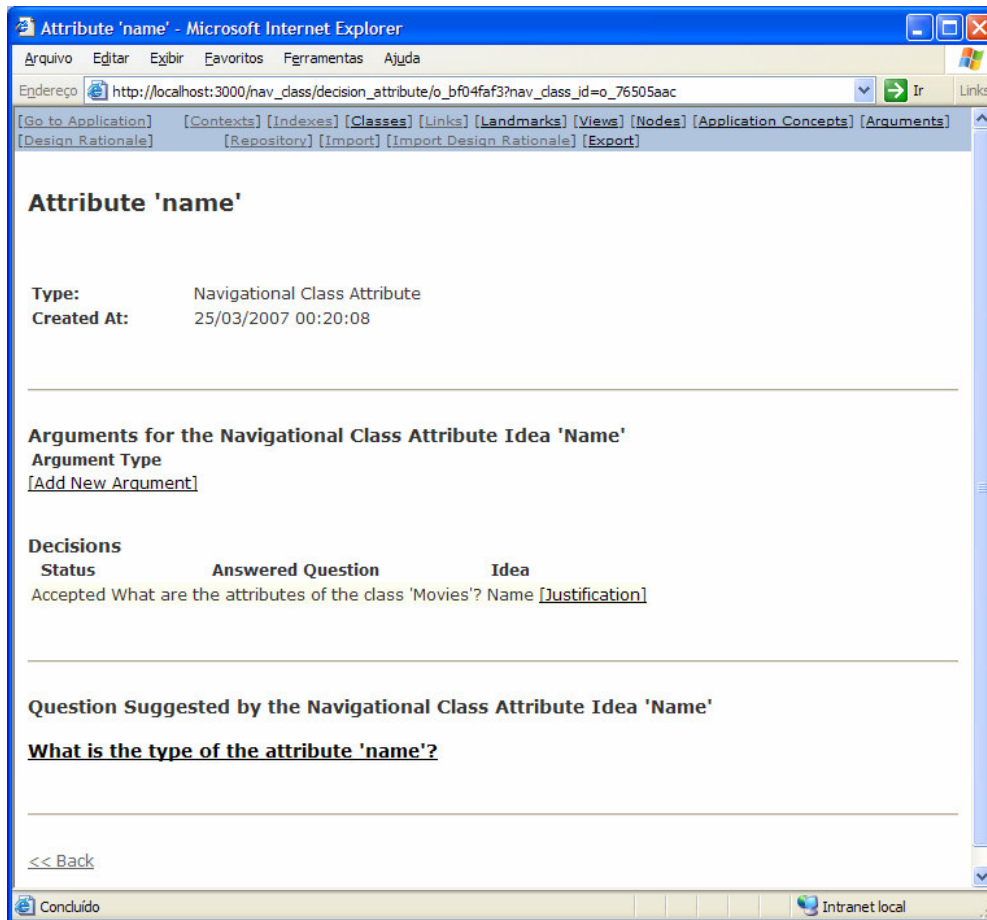 Attribute 'name' - Microsoft Internet Explorer
Arquivo Editar Exibir Favoritos Ferramentas Ajuda
Endereço http://localhost:3000/nav_class/decision_attribute/o_bf04faf3?nav_class_id=o_76505aac Ir Links
[Go to Application] [Contexts] [Indexes] [Classes] [Links] [Landmarks] [Views] [Nodes] [Application Concepts] [Arguments]
[Design Rationale] [Repository] [Import] [Import Design Rationale] [Export]
Attribute 'name'
Type: Navigational Class Attribute
Created At: 25/03/2007 00:20:08
Arguments for the Navigational Class Attribute Idea 'Name'
Argument Type
[Add New Argument]
Decisions
Status Answered Question Idea
Accepted What are the attributes of the class 'Movies'? Name [Justification]
Question Suggested by the Navigational Class Attribute Idea 'Name'
What is the type of the attribute 'name'?
<< Back
Concluído Intranet local